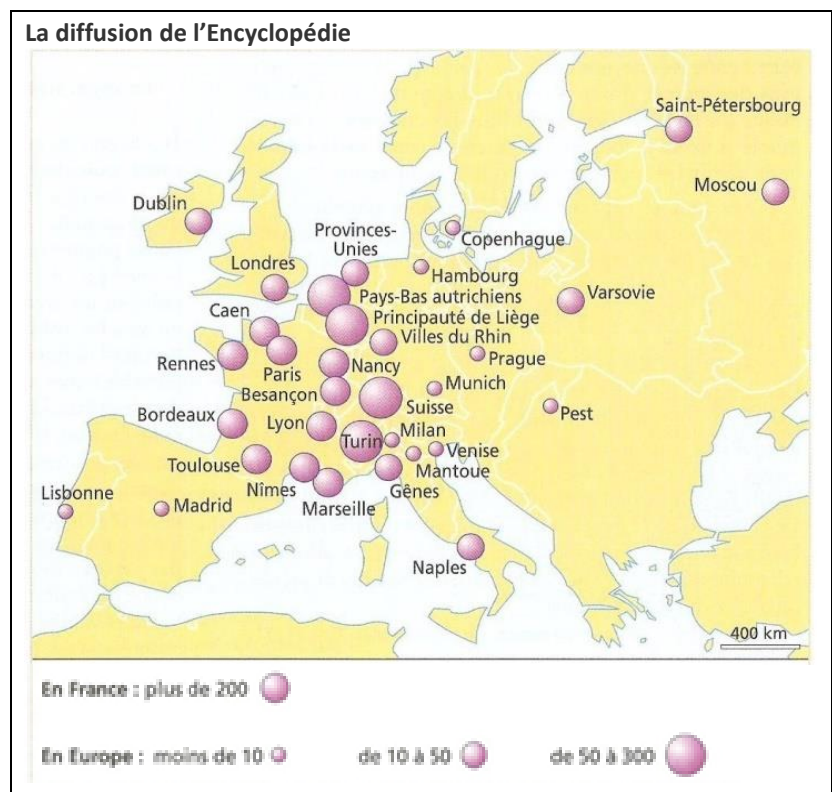 La diffusion de l’Encyclopédie
Saint-Pétersbourg
Moscou
Dublin
Provinces-
Unies
Copenhague
Londres
Hambourg
Pays-Bas autrichiens
Varsovie
Caen
Principauté de Liège
Villes du Rhin
Rennes
Paris
Nancy
Prague
Besançon
Munich
Suisse
Bordeaux
Lyon
Milan
Pest
Turin
Venise
Toulouse
Mantoue
Nîmes
Gênes
Lisbonne
Madrid
Marseille
Naples
400 km
En France : plus de 200
En Europe : moins de 10 de 10 à 50 de 50 à 300